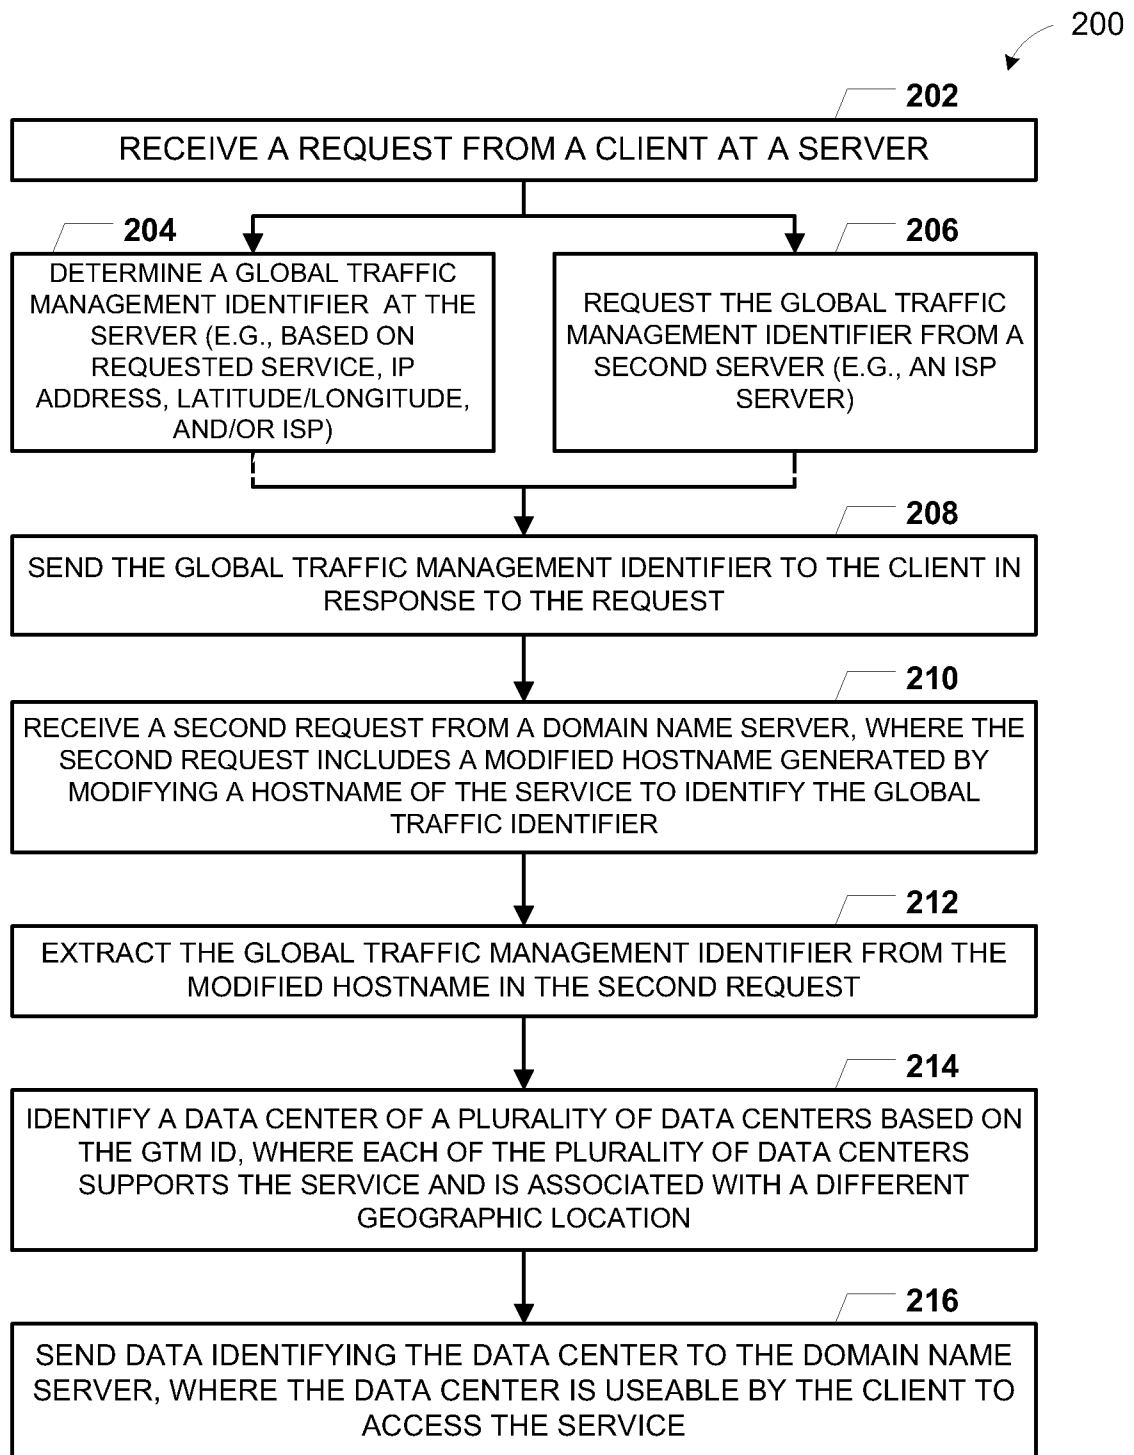 200
202
RECEIVE A REQUEST FROM A CLIENT AT A SERVER
204
DETERMINE A GLOBAL TRAFFIC
MANAGEMENT IDENTIFIER AT THE
SERVER (E.G., BASED ON
REQUESTED SERVICE, IP
ADDRESS, LATITUDE/LONGITUDE,
AND/OR ISP)
206
REQUEST THE GLOBAL TRAFFIC
MANAGEMENT IDENTIFIER FROM A
SECOND SERVER (E.G., AN ISP
SERVER)
208
SEND THE GLOBAL TRAFFIC MANAGEMENT IDENTIFIER TO THE CLIENT IN
RESPONSE TO THE REQUEST
210
RECEIVE A SECOND REQUEST FROM A DOMAIN NAME SERVER, WHERE THE
SECOND REQUEST INCLUDES A MODIFIED HOSTNAME GENERATED BY
MODIFYING A HOSTNAME OF THE SERVICE TO IDENTIFY THE GLOBAL
TRAFFIC IDENTIFIER
212
EXTRACT THE GLOBAL TRAFFIC MANAGEMENT IDENTIFIER FROM THE
MODIFIED HOSTNAME IN THE SECOND REQUEST
214
IDENTIFY A DATA CENTER OF A PLURALITY OF DATA CENTERS BASED ON
THE GTM ID, WHERE EACH OF THE PLURALITY OF DATA CENTERS
SUPPORTS THE SERVICE AND IS ASSOCIATED WITH A DIFFERENT
GEOGRAPHIC LOCATION
216
SEND DATA IDENTIFYING THE DATA CENTER TO THE DOMAIN NAME
SERVER, WHERE THE DATA CENTER IS USEABLE BY THE CLIENT TO
ACCESS THE SERVICE